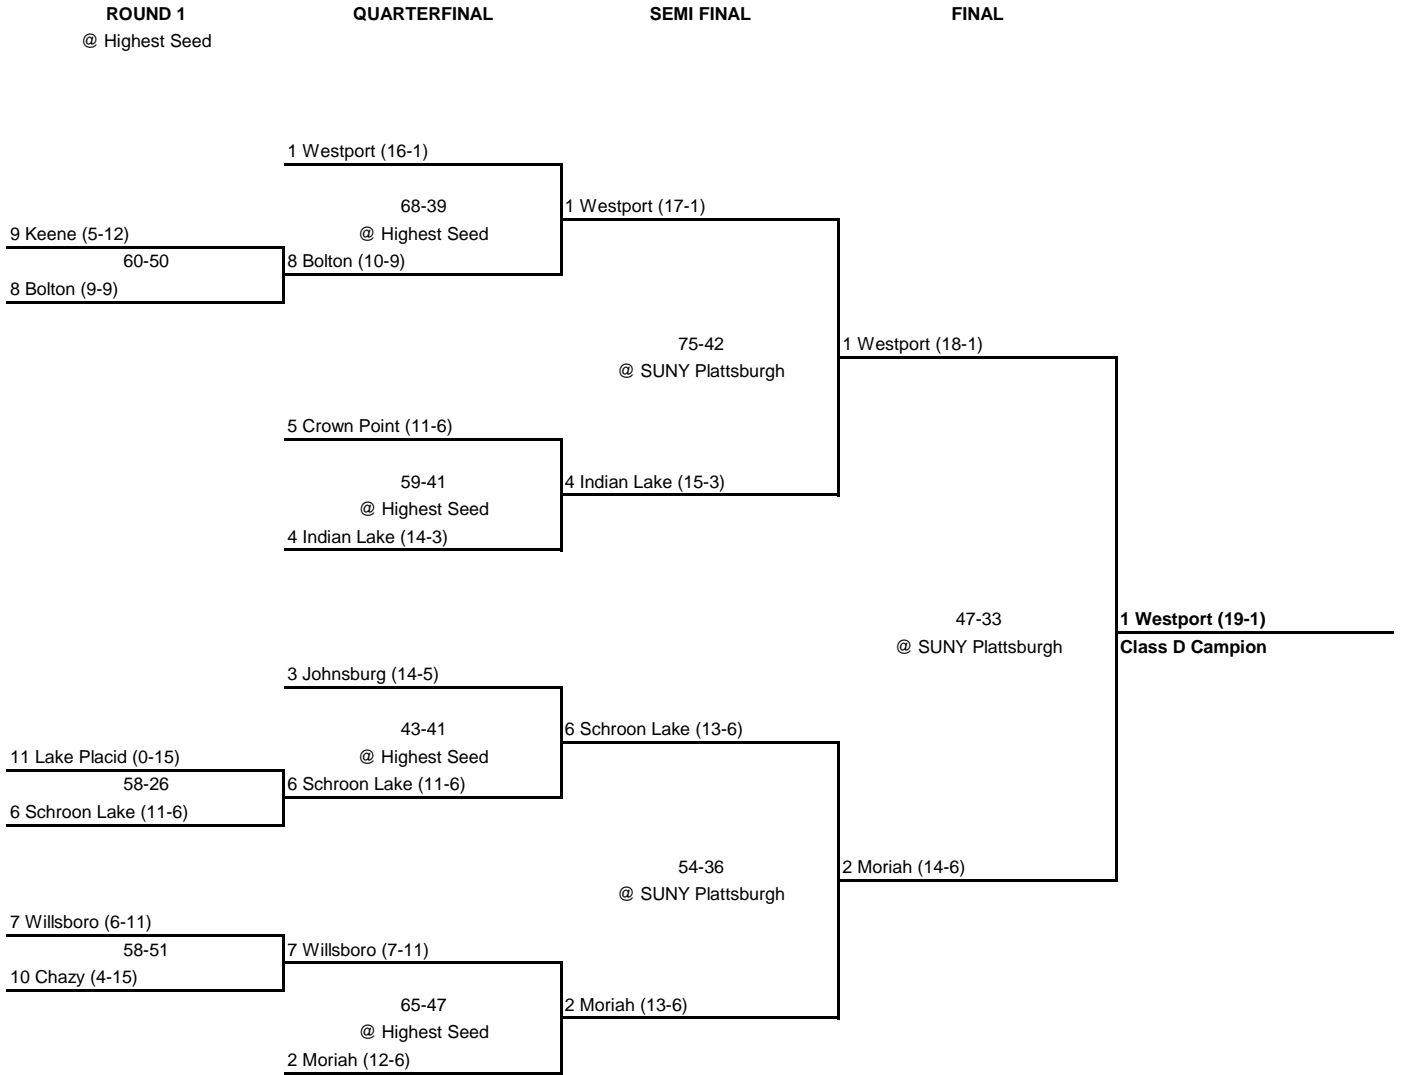 ROUND 1 QUARTERFINAL SEMI FINAL FINAL
@ Highest Seed
1 Westport (16-1)
68-39 1 Westport (17-1)
9 Keene (5-12) @ Highest Seed
60-50 8 Bolton (10-9)
8 Bolton (9-9)
75-42 1 Westport (18-1)
@ SUNY Plattsburgh
5 Crown Point (11-6)
59-41 4 Indian Lake (15-3)
@ Highest Seed
4 Indian Lake (14-3)
47-33 1 Westport (19-1)
@ SUNY Plattsburgh Class D Campion
3 Johnsburg (14-5)
43-41 6 Schroon Lake (13-6)
11 Lake Placid (0-15) @ Highest Seed
58-26 6 Schroon Lake (11-6)
6 Schroon Lake (11-6)
54-36 2 Moriah (14-6)
@ SUNY Plattsburgh
7 Willsboro (6-11)
58-51 7 Willsboro (7-11)
10 Chazy (4-15)
65-47 2 Moriah (13-6)
@ Highest Seed
2 Moriah (12-6)